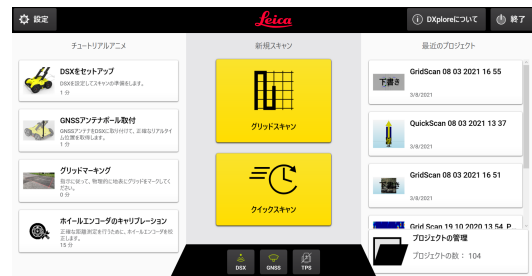 設定
Leica
DXploreについて
終了
チュートリアルアニメ
DSXをセットアップ
DSXを設定してスキャンの準備をします。
1 分
GNSSアンテナポール取付
GNSSアンテナをDSXに取り付けて、正確なリアルタイ
ム位置を取得します。
1 分
グリッドマーキング
指示に従って、物理的に地表にグリッドをマークしてく
ださい。
0 分
ホイールエンコーダのキャリブレーション
正確な距離測定を行うために、ホイールエンコーダを校
正します。
15 分
新規スキャン
グリッドスキャン
クイックスキャン
DSX
GNSS
TPS
最近のプロジェクト
下書き
GridScan 08 03 2021 16 55
3/8/2021
QuickScan 08 03 2021 13 37
3/8/2021
GridScan 08 03 2021 16 51
3/8/2021
Grid Scan 19 10 2020 13 54_P
プロジェクトの管理
プロジェクトの数： 104